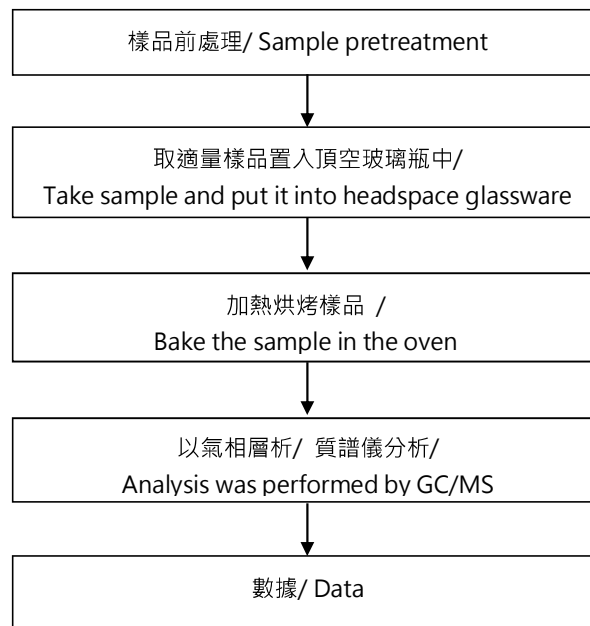 樣品前處理/ Sample pretreatment
取適量樣品置入頂空玻璃瓶中/
Take sample and put it into headspace glassware
加熱烘烤樣品 /
Bake the sample in the oven
以氣相層析/ 質譜儀分析/
Analysis was performed by GC/MS
數據/ Data